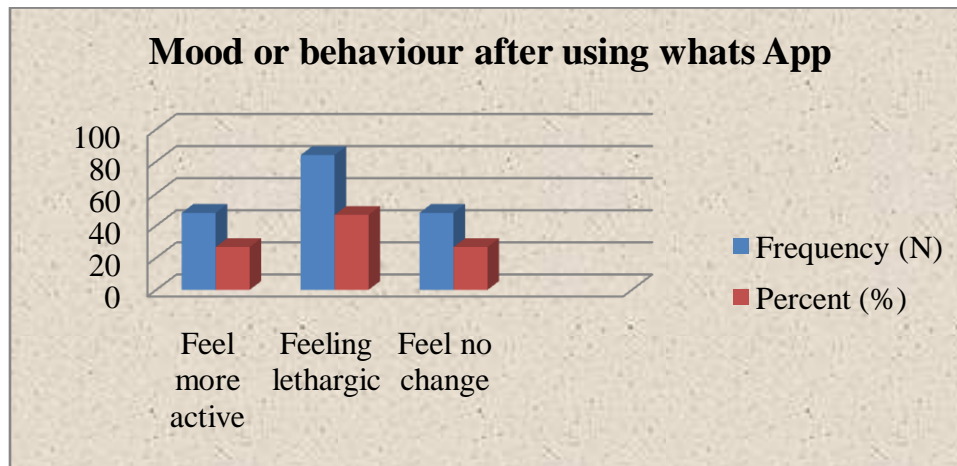 Mood or behaviour after using whats App
100
80
60
40
20
0
Feel more active
Feeling lethargic
Feel no change
Frequency (N)
Percent (%)